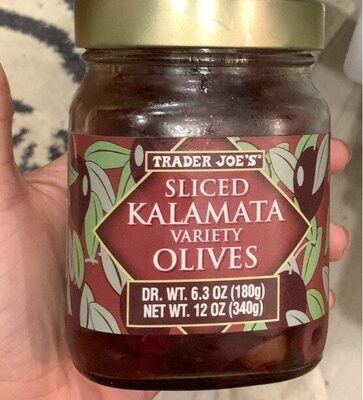 TRADER JOE'S®
SLICED
KALAMATA
VARIETY
OLIVES
DR. WT. 6.3 OZ (180g)
NET WT. 12 OZ (340g)